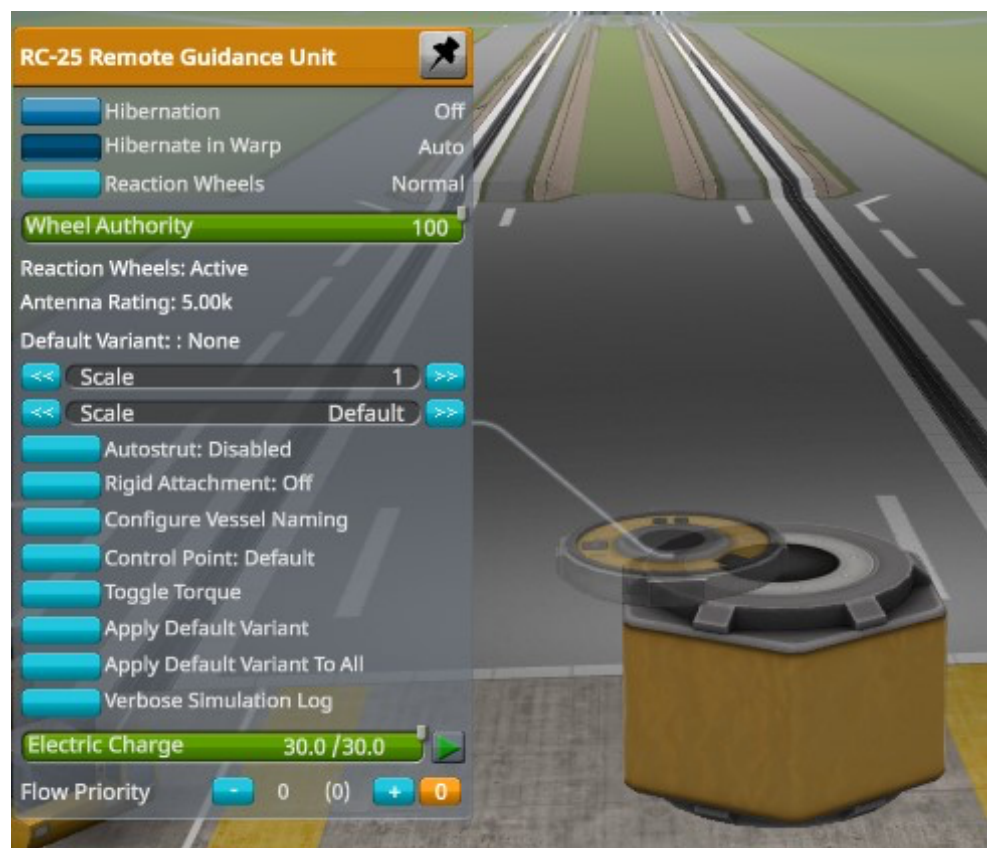 RC-25 Remote Guidance Unit
Hibernation Off
Hibernate in Warp Auto
Reaction Wheels Normal
Wheel Authority 100
Reaction Wheels: Active
Antenna Rating: 5.00k
Default Variant: : None
<< Scale 1 >>
<< Scale Default >>
Autostrut: Disabled
Rigid Attachment: Off
Configure Vessel Naming
Control Point: Default
Toggle Torque
Apply Default Variant
Apply Default Variant To All
Verbose Simulation Log
Electric Charge 30.0 /30.0
Flow Priority - 0 (0) + 0